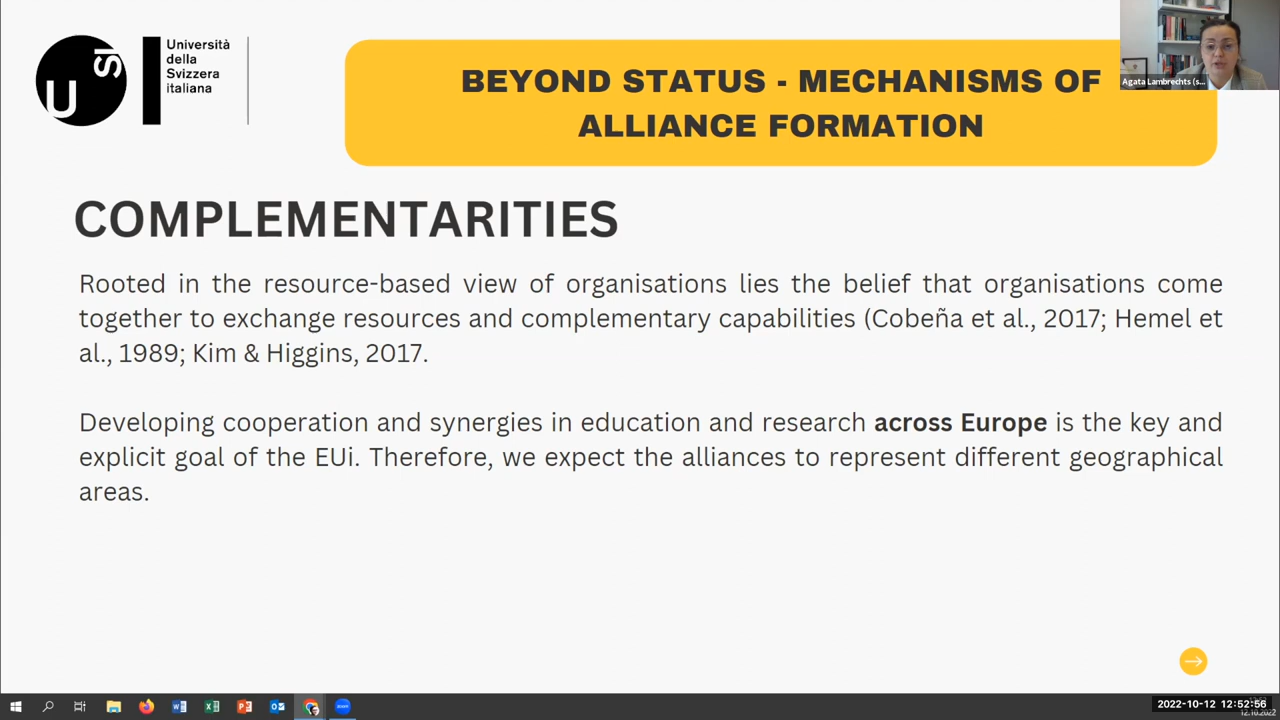 USI
Università
della
Svizzera
italiana
BEYOND STATUS - MECHANISMS OF
ALLIANCE FORMATION
Agata Lambrechts (s...
COMPLEMENTARITIES
Rooted in the resource-based view of organisations lies the belief that organisations come
together to exchange resources and complementary capabilities (Cobeña et al., 2017; Hemel et
al., 1989; Kim & Higgins, 2017.
Developing cooperation and synergies in education and research across Europe is the key and
explicit goal of the EUi. Therefore, we expect the alliances to represent different geographical
areas.
2022-10-12 12:52:56
12.10.2022